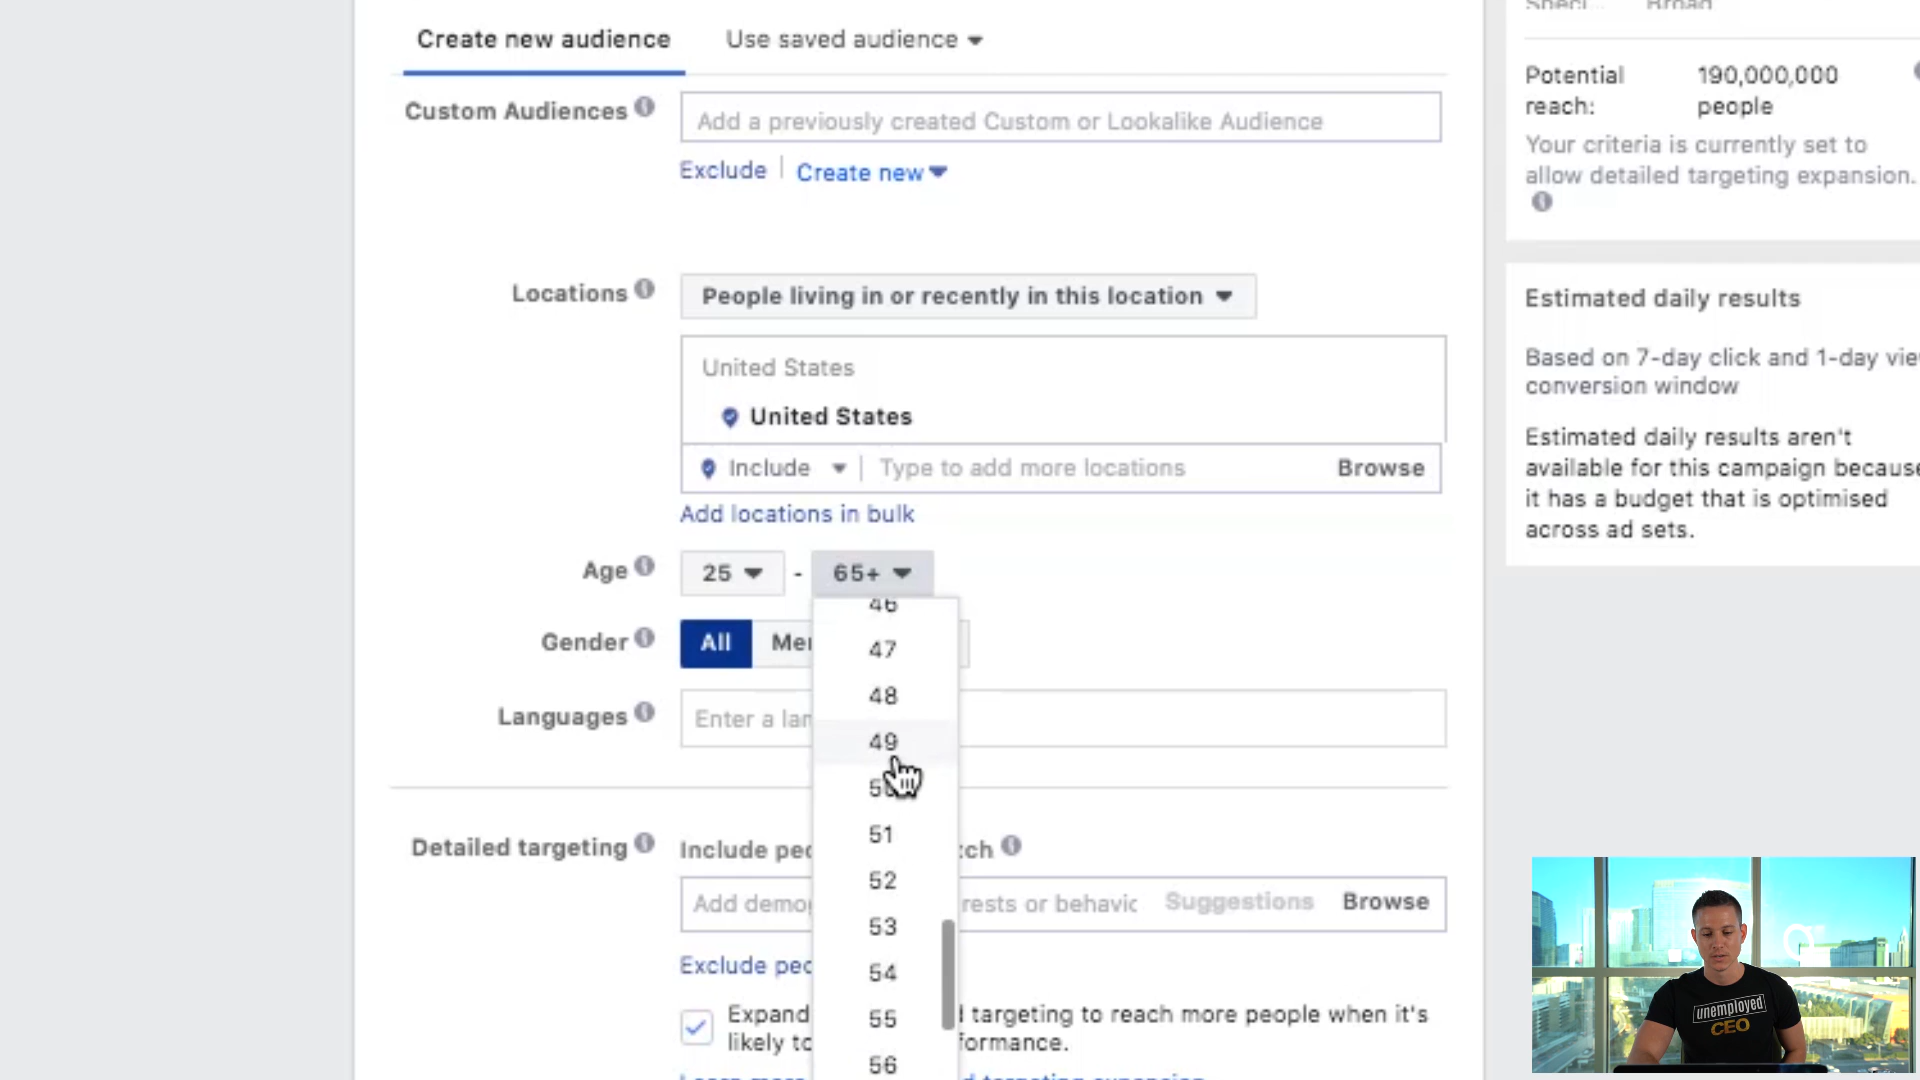 Create new audience
Use saved audience
Custom Audiences
Add a previously created Custom or Lookalike Audience
Exclude
Create new
Locations
People living in or recently in this location
United States
United States
Include
Type to add more locations
Browse
Add locations in bulk
Age
25
-
65+
46
47
48
49
51
52
53
54
55
56
Gender
All
Languages
Enter a
Detailed targeting
Include
Add
or
Suggestions
Browse
Exclude
Expand
targeting to reach more people when it's
likely
Potential
reach:
190,000,000
people
Your criteria is currently set to
allow detailed targeting expansion.
Estimated daily results
Based on 7-day click and 1-day
conversion window
Estimated daily results aren't
available for this campaign because
it has a budget that is optimised
across ad sets.
unemployed
CEO